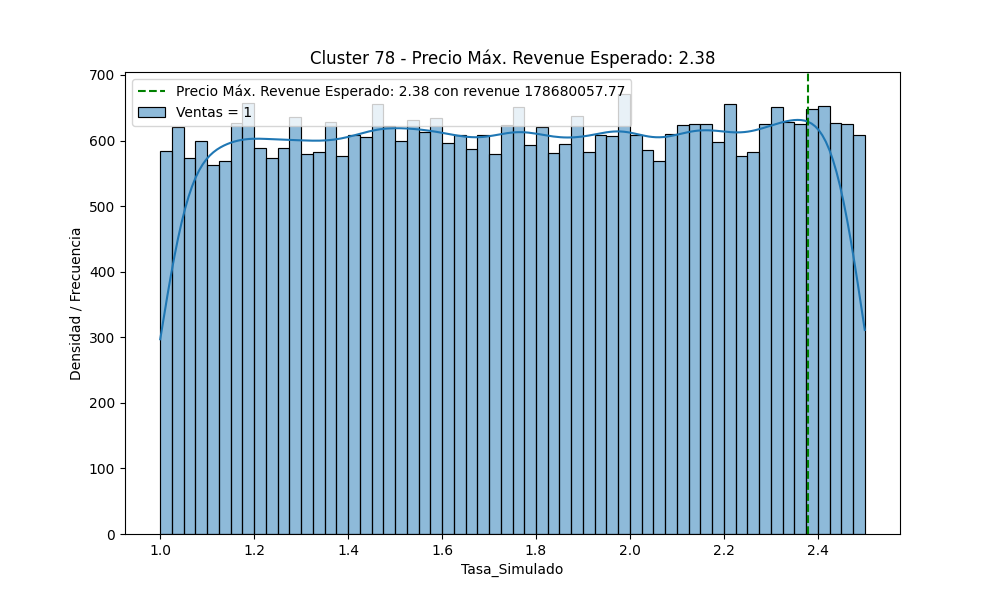 Cluster 78 - Precio Máx. Revenue Esperado: 2.38
Precio Máx. Revenue Esperado: 2.38 con revenue 178680057.77
Ventas = 1
Densidad / Frecuencia
700
600
500
400
300
200
100
0
1.0 1.2 1.4 1.6 1.8 2.0 2.2 2.4
Tasa_Simulado